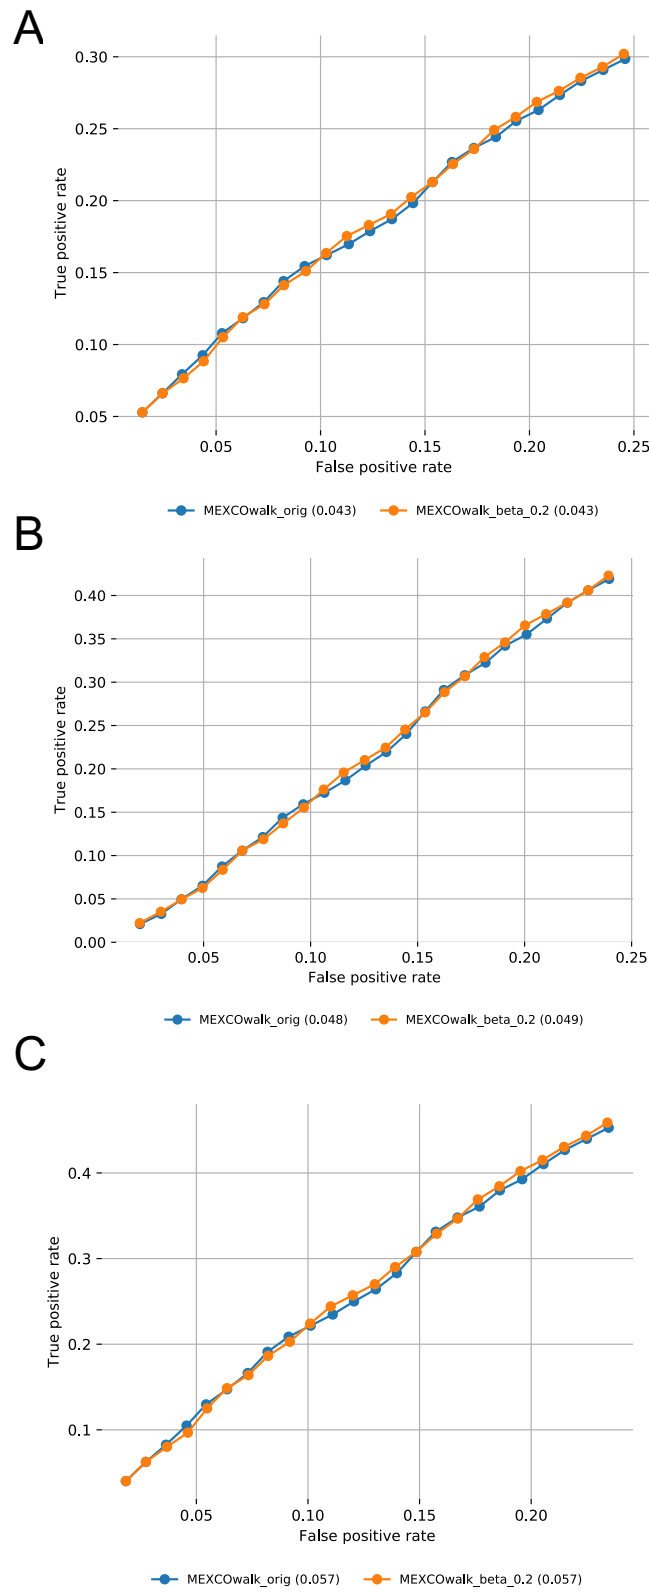 A
0.30
0.25
0.20
0.15
0.10
0.05
True positive rate
0.05 0.10 0.15 0.20 0.25
False positive rate
MEXCOwalk_orig (0.043) MEXCOwalk_beta_0.2 (0.043)
B
0.40
0.35
0.30
0.25
0.20
0.15
0.10
0.05
0.00
True positive rate
0.05 0.10 0.15 0.20 0.25
False positive rate
MEXCOwalk_orig (0.048) MEXCOwalk_beta_0.2 (0.049)
C
0.4
0.3
0.2
0.1
True positive rate
0.05 0.10 0.15 0.20
False positive rate
MEXCOwalk_orig (0.057) MEXCOwalk_beta_0.2 (0.057)